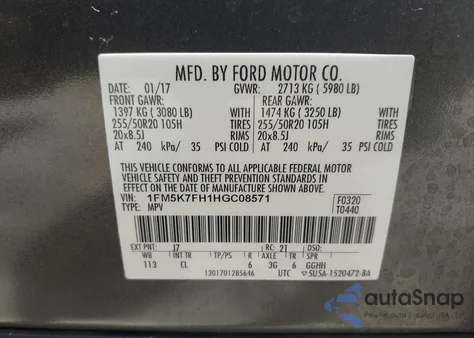 MFD. BY FORD MOTOR CO.
DATE: 01/17 GVWR: 2713 KG (5980 LB)
FRONT GAWR: REAR GAWR:
1397 KG (3080 LB) 1474 KG (3250 LB)
255/50R20 105H TIRES 255/50R20 105H TIRES
20x8.5J RIMS 20x8.5J RIMS
AT 240 kPa/ 35 PSI COLD AT 240 kPa/ 35 PSI COLD
THIS VEHICLE CONFORMS TO ALL APPLICABLE FEDERAL MOTOR
VEHICLE SAFETY AND THEFT PREVENTION STANDARDS IN
EFFECT ON THE DATE OF MANUFACTURE SHOWN ABOVE.
VIN: 1FM5K7FH1HGC08571 F0320
TYPE: MPV T0440
EXT PNT: J7 RC: 21 DSO:
WB INT TR TP/PS R AXLE TR SPR
113 CL 6 3G 6 GGHH
1201701285646 UTC 5U5A-1520472-BA
autoSnap